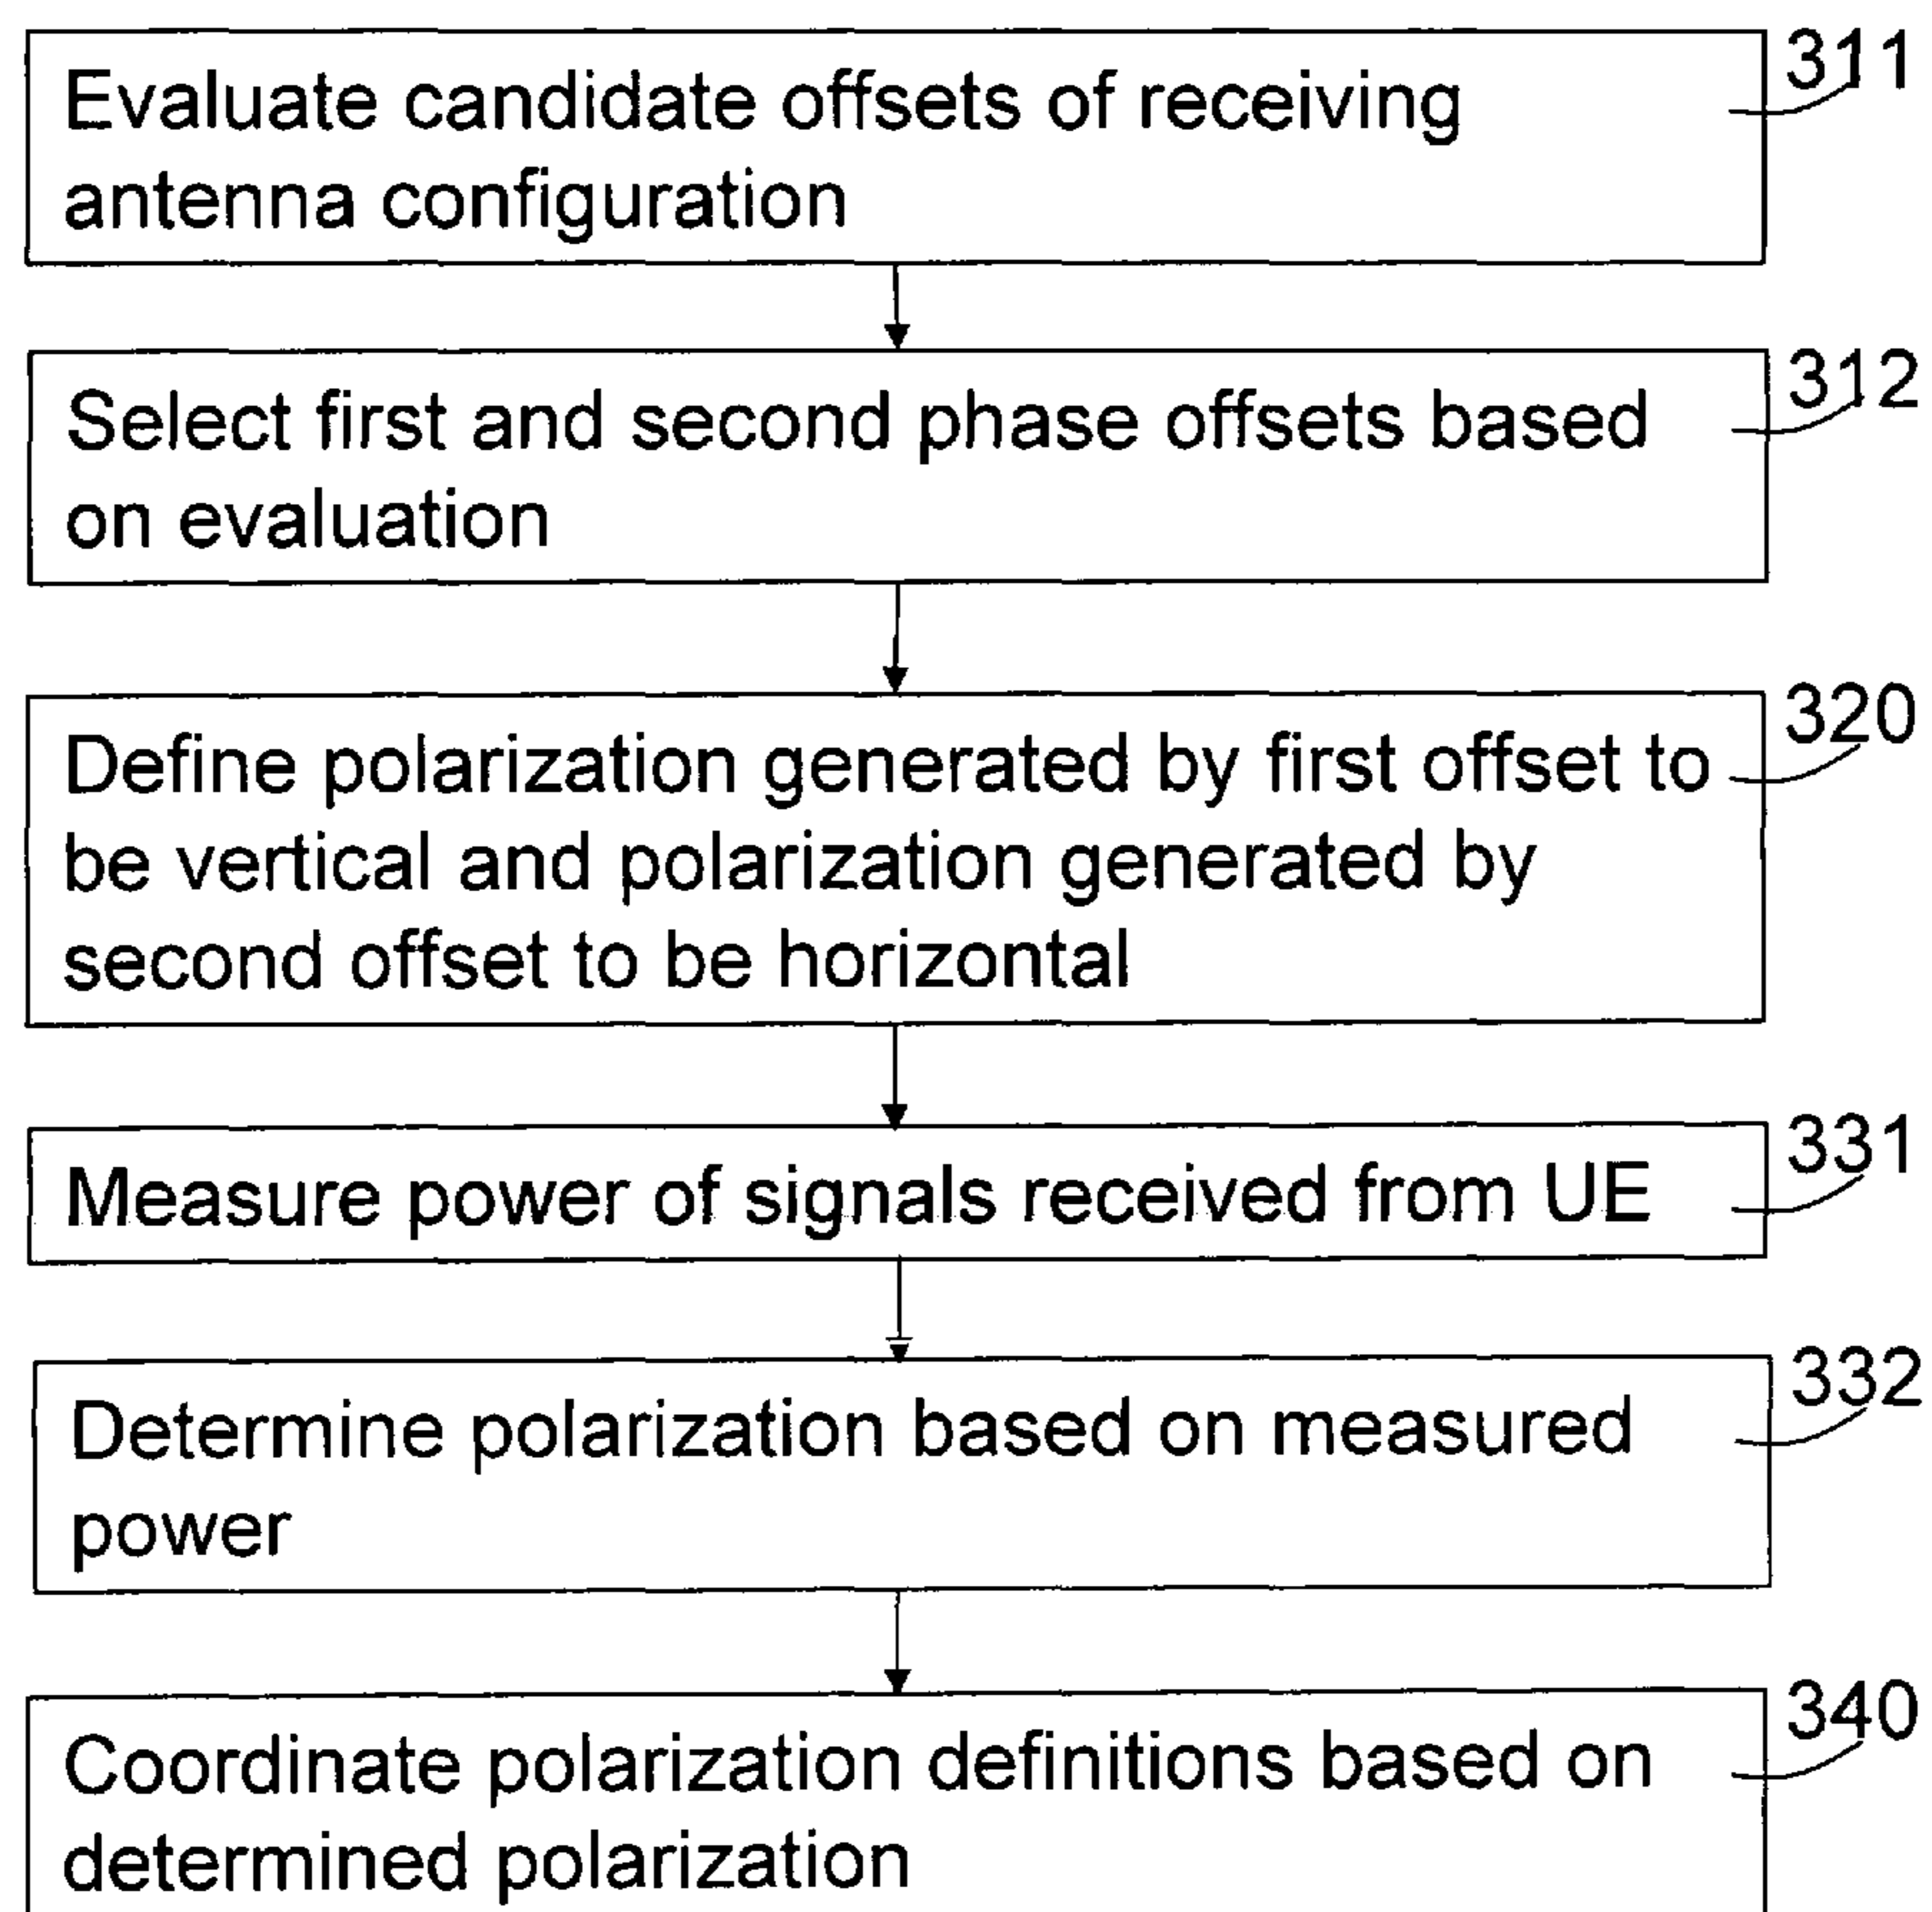 311
Evaluate candidate offsets of receiving
antenna configuration
312
Select first and second phase offsets based
on evaluation
320
Define polarization generated by first offset to
be vertical and polarization generated by
second offset to be horizontal
331
Measure power of signals received from UE
332
Determine polarization based on measured
power
340
Coordinate polarization definitions based on
determined polarization